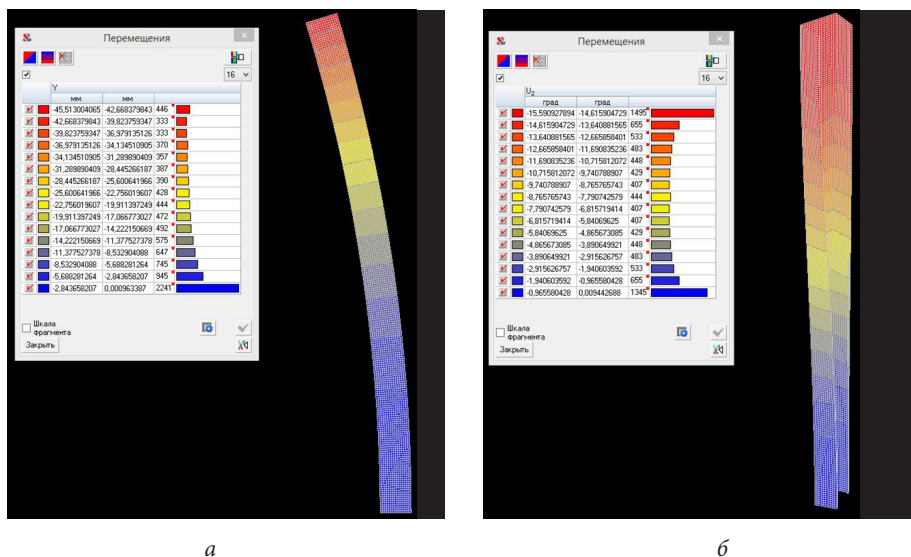 Перемещения
16
Y
мм мм
-45,513004065 -42,668379843 446
-42,668379843 -39,823759347 333
-39,823759347 -36,979135126 333
-36,979135126 -34,134510905 370
-34,134510905 -31,289890409 357
-31,289890409 -28,445266187 387
-28,445266187 -25,600641966 390
-25,600641966 -22,756019607 428
-22,756019607 -19,911397249 444
-19,911397249 -17,066773027 472
-17,066773027 -14,222150669 492
-14,222150669 -11,377527378 575
-11,377527378 -8,532904088 647
-8,532904088 -5,688281264 745
-5,688281264 -2,843658207 945
-2,843658207 0,000963387 2241
Шкала
фрагмента
Закрыть
а
Перемещения
16
Uz
град град
-15,590927894 -14,615904729 1495
-14,615904729 -13,640881565 655
-13,640881565 -12,665858401 533
-12,665858401 -11,690835236 483
-11,690835236 -10,715812072 448
-10,715812072 -9,740788907 429
-9,740788907 -8,765765743 407
-8,765765743 -7,790742579 444
-7,790742579 -6,815719414 407
-6,815719414 -5,84069625 407
-5,84069625 -4,865673085 429
-4,865673085 -3,890649921 448
-3,890649921 -2,915626757 483
-2,915626757 -1,940603592 533
-1,940603592 -0,965580428 655
-0,965580428 0,009442688 1345
Шкала
фрагмента
Закрыть
б